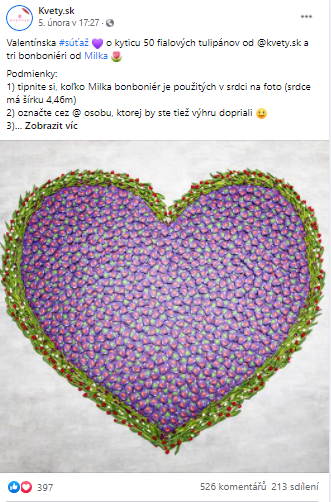 Kvety.sk
5. února v 17:27 ·
Valentínska #súťaž 💜 o kyticu 50 fialových tulipánov od @kvety.sk a
tri bonboniéri od Milka 🌷
Podmienky:
1) tipnite si, koľko Milka bonboniér je použitých v srdci na foto (srdce
má šírku 4,46m)
2) označte cez @ osobu, ktorej by ste tiež výhru dopriali 🙂
3)... Zobrazit víc
397
526 komentářů 213 sdílení